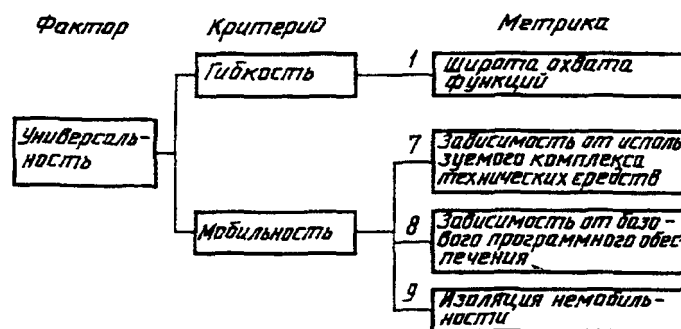 Фактор Критерий Метрика
Гибкость
1
Широта охвата
функций
Универсаль-
ность
7
Зависимость от исполь
зуемого комплекса
технических средств
Мобильность
8
Зависимость от базо-
вого программного обес-
печения
9
Изоляция немобиль-
ности